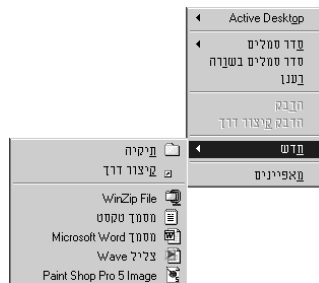 Active Desktop
סדר סמלים
סדר סמלים בשורה
רענן
הדבק
הדבק קיצור דרך
חדש
מאפיינים
תיקיה
קיצור דרך
WinZip File
מסמך טקסט
מסמך Microsoft Word
צליל Wave
Paint Shop Pro 5 Image